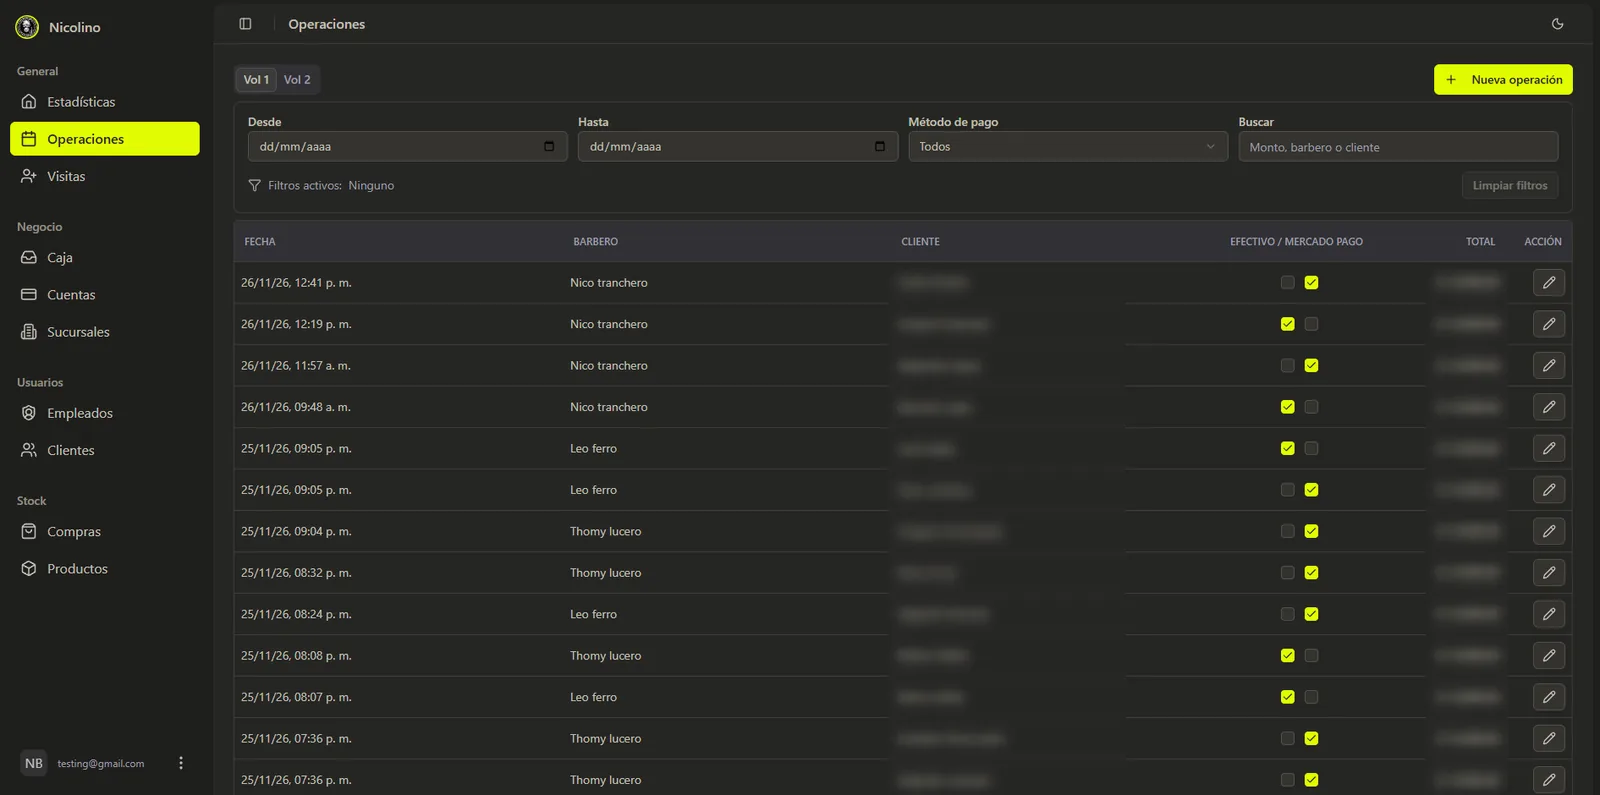 Nicolino
General
Estadísticas
Operaciones
Visitas
Negocio
Caja
Cuentas
Sucursales
Usuarios
Empleados
Clientes
Stock
Compras
Productos
NB testing@gmail.com
Operaciones
Vol 1 Vol 2
+ Nueva operación
Desde Hasta Método de pago Buscar
dd/mm/aaaa dd/mm/aaaa Todos Monto, barbero o cliente
Filtros activos: Ninguno Limpiar filtros
FECHA BARBERO CLIENTE EFECTIVO / MERCADO PAGO TOTAL ACCIÓN
26/11/26, 12:41 p. m. Nico tranchero
26/11/26, 12:19 p. m. Nico tranchero
26/11/26, 11:57 a. m. Nico tranchero
26/11/26, 09:48 a. m. Nico tranchero
25/11/26, 09:05 p. m. Leo ferro
25/11/26, 09:05 p. m. Leo ferro
25/11/26, 09:04 p. m. Thomy lucero
25/11/26, 08:32 p. m. Thomy lucero
25/11/26, 08:24 p. m. Leo ferro
25/11/26, 08:08 p. m. Thomy lucero
25/11/26, 08:07 p. m. Leo ferro
25/11/26, 07:36 p. m. Thomy lucero
25/11/26, 07:36 p. m. Thomy lucero